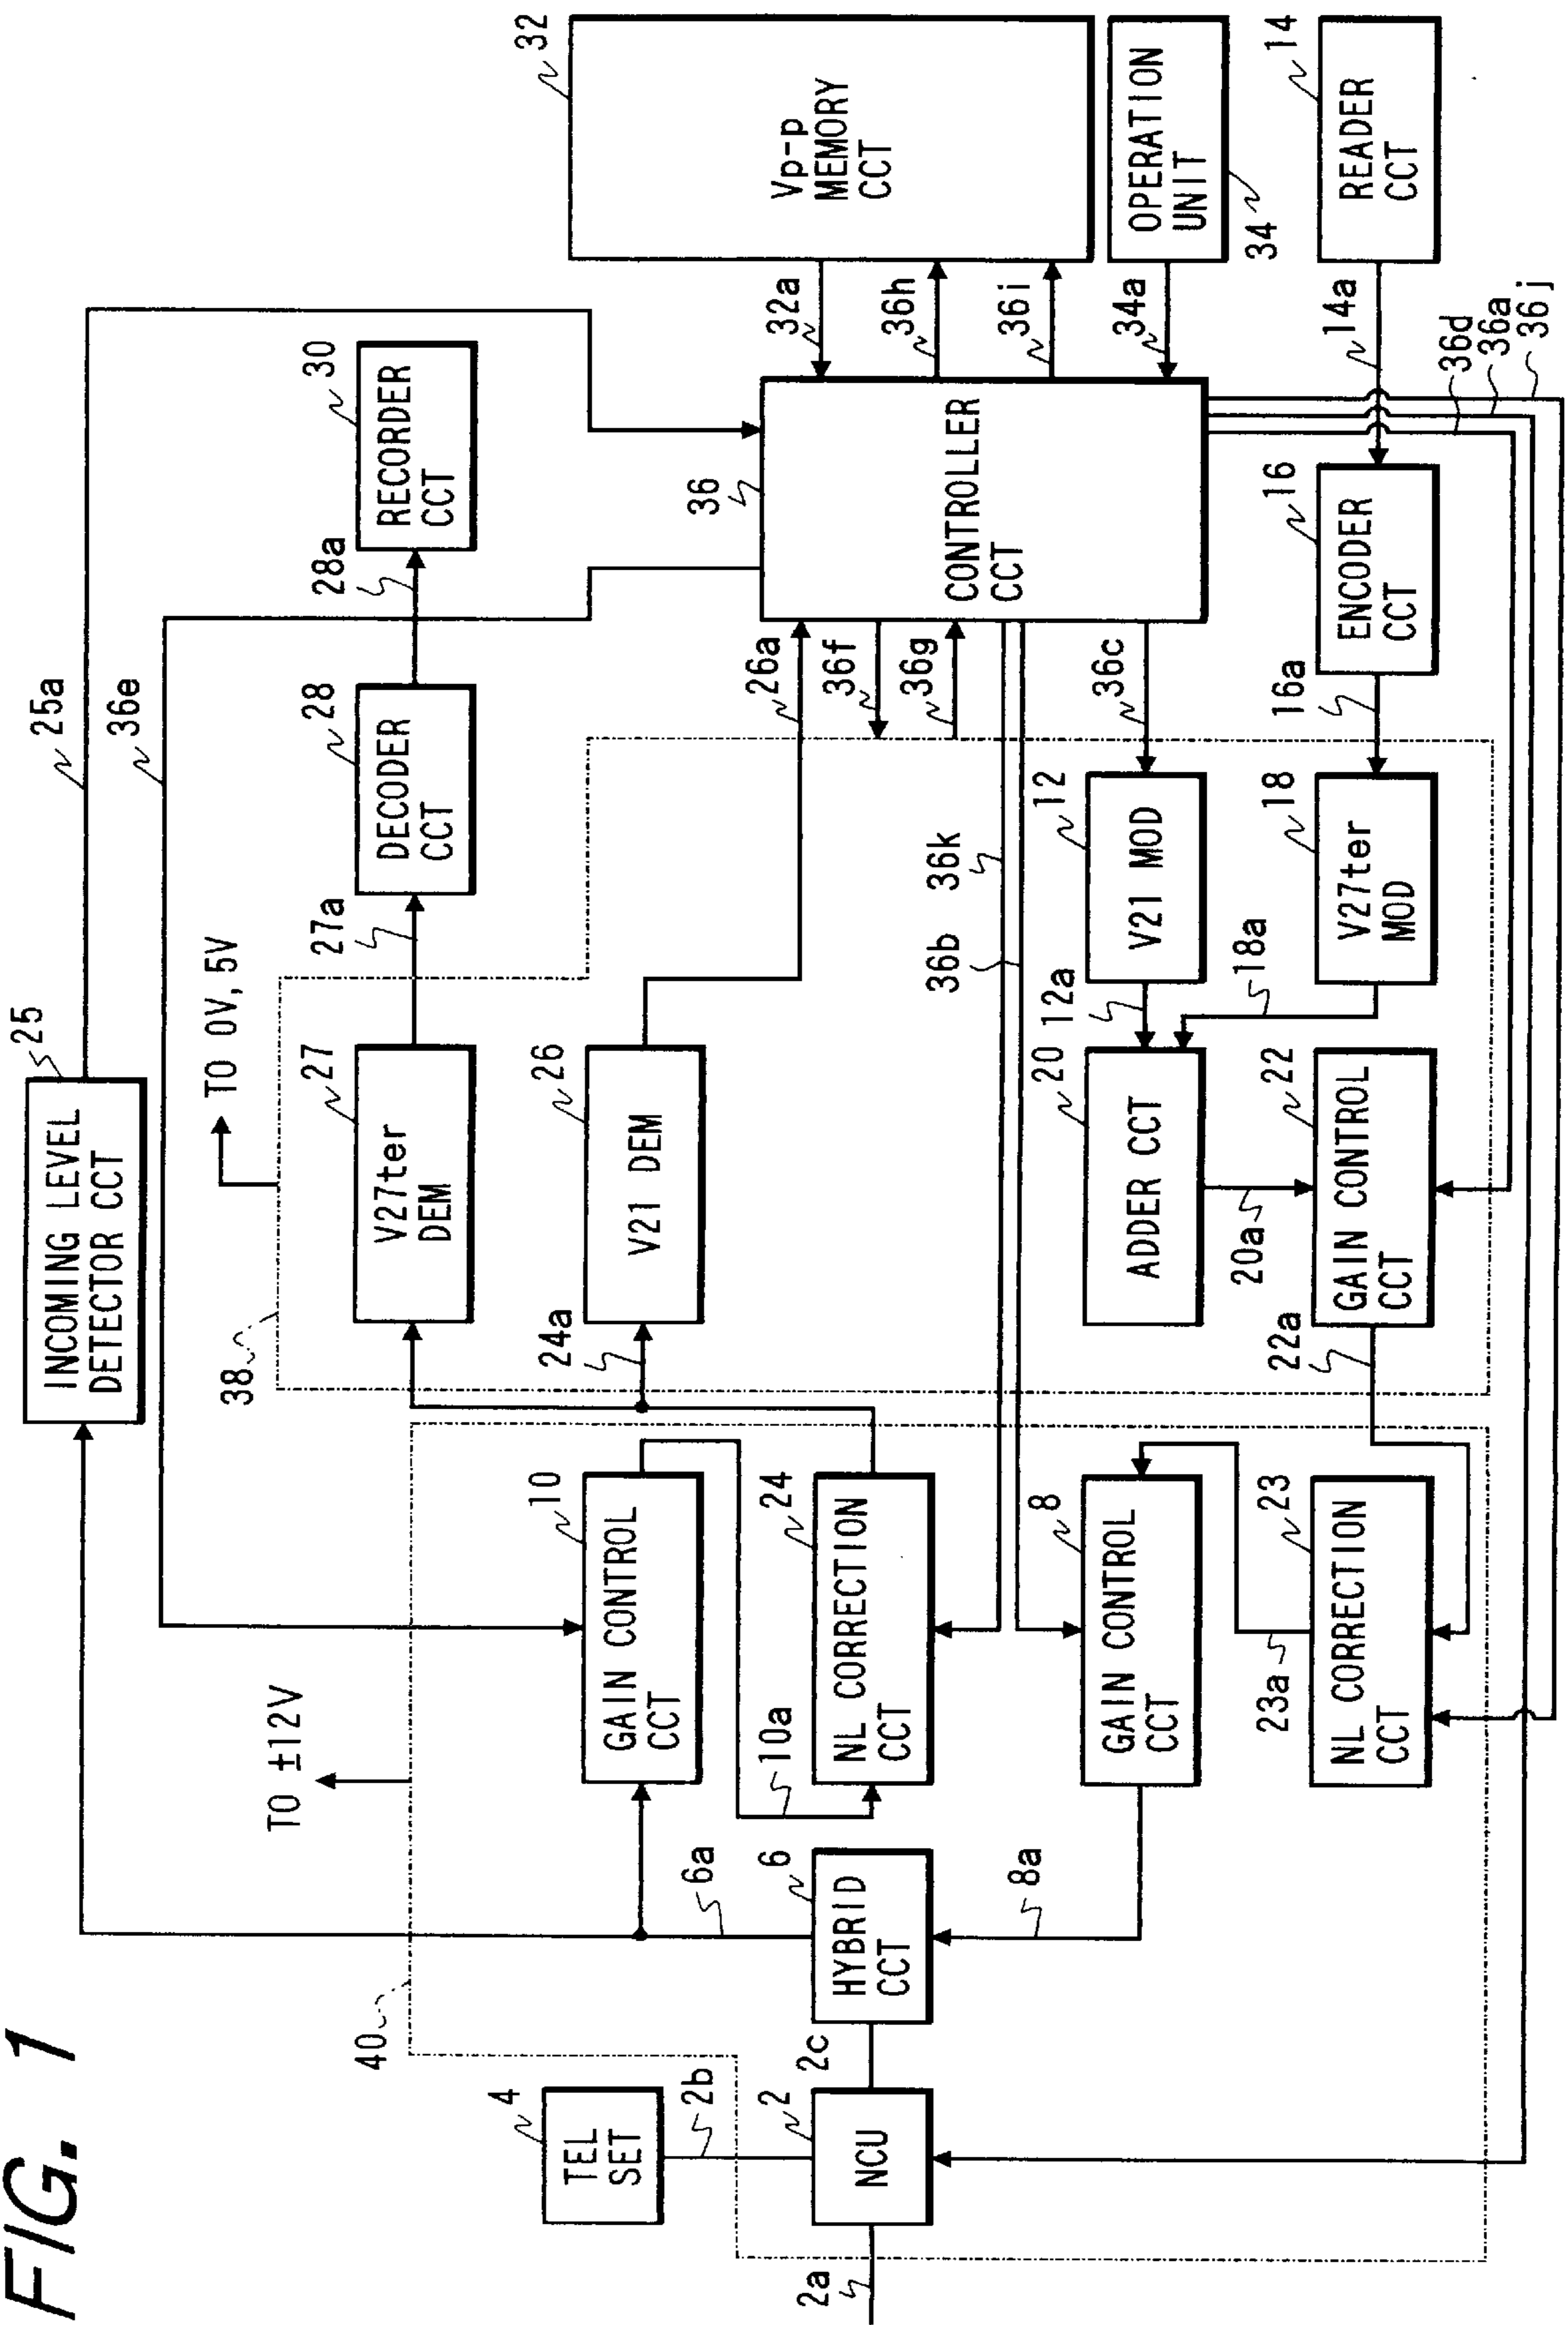 FIG. 1
2a
NCU
2
2b
TEL
SET
4
2c
HYBRID
CCT
6
6a
8a
40
TO ±12V
GAIN CONTROL
CCT
10
10a
NL CORRECTION
CCT
24
GAIN CONTROL
CCT
8
23a
NL CORRECTION
CCT
23
INCOMING LEVEL
DETECTOR CCT
25
25a
36e
38
TO 0V, 5V
V27ter
DEM
27
27a
24a
V21 DEM
26
26a
DECODER
CCT
28
28a
RECORDER
CCT
30
ADDER CCT
20
20a
GAIN CONTROL
CCT
22
22a
12a
V21 MOD
12
18a
V27ter
MOD
18
36b
36k
36f
36g
36c
16a
ENCODER
CCT
16
CONTROLLER
CCT
36
32a
36h
36i
34a
14a
36d
36a
36j
Vp-p
MEMORY
CCT
32
OPERATION
UNIT
34
READER
CCT
14